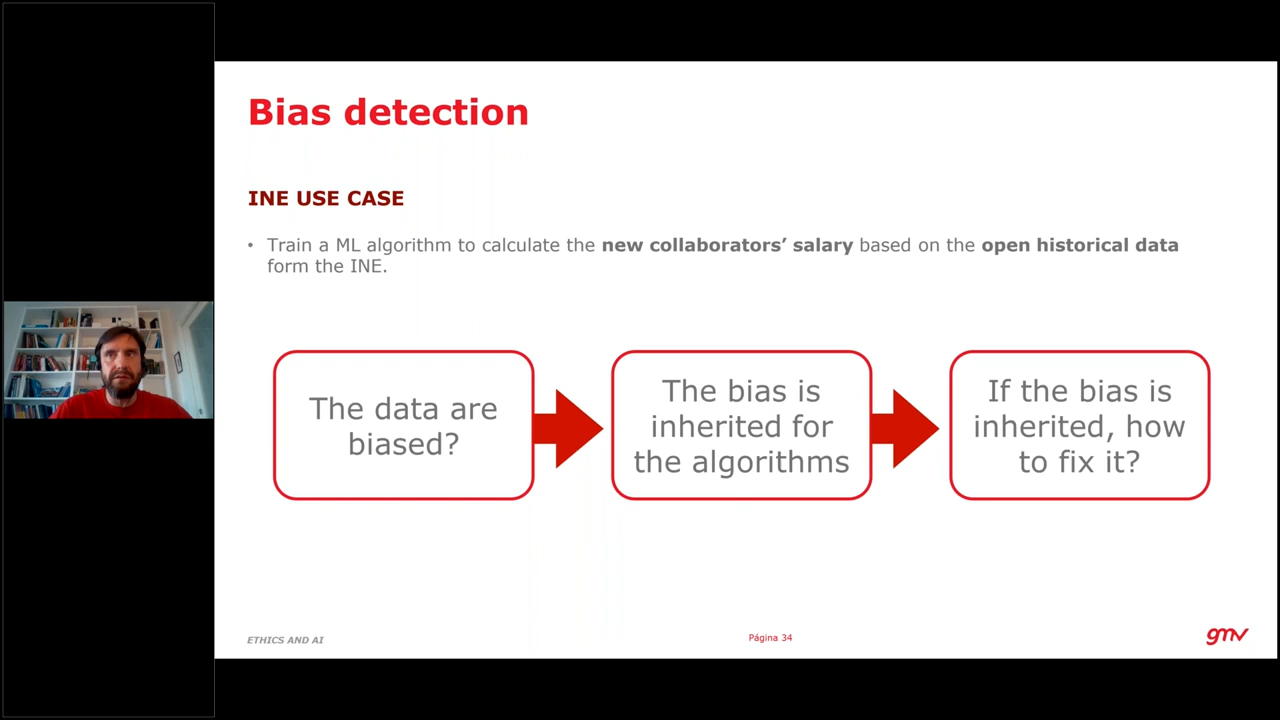 Bias detection
INE USE CASE
• Train a ML algorithm to calculate the new collaborators’ salary based on the open historical data
form the INE.
The data are
biased?
The bias is
inherited for
the algorithms
If the bias is
inherited, how
to fix it?
ETHICS AND AI
Página 34
gmv